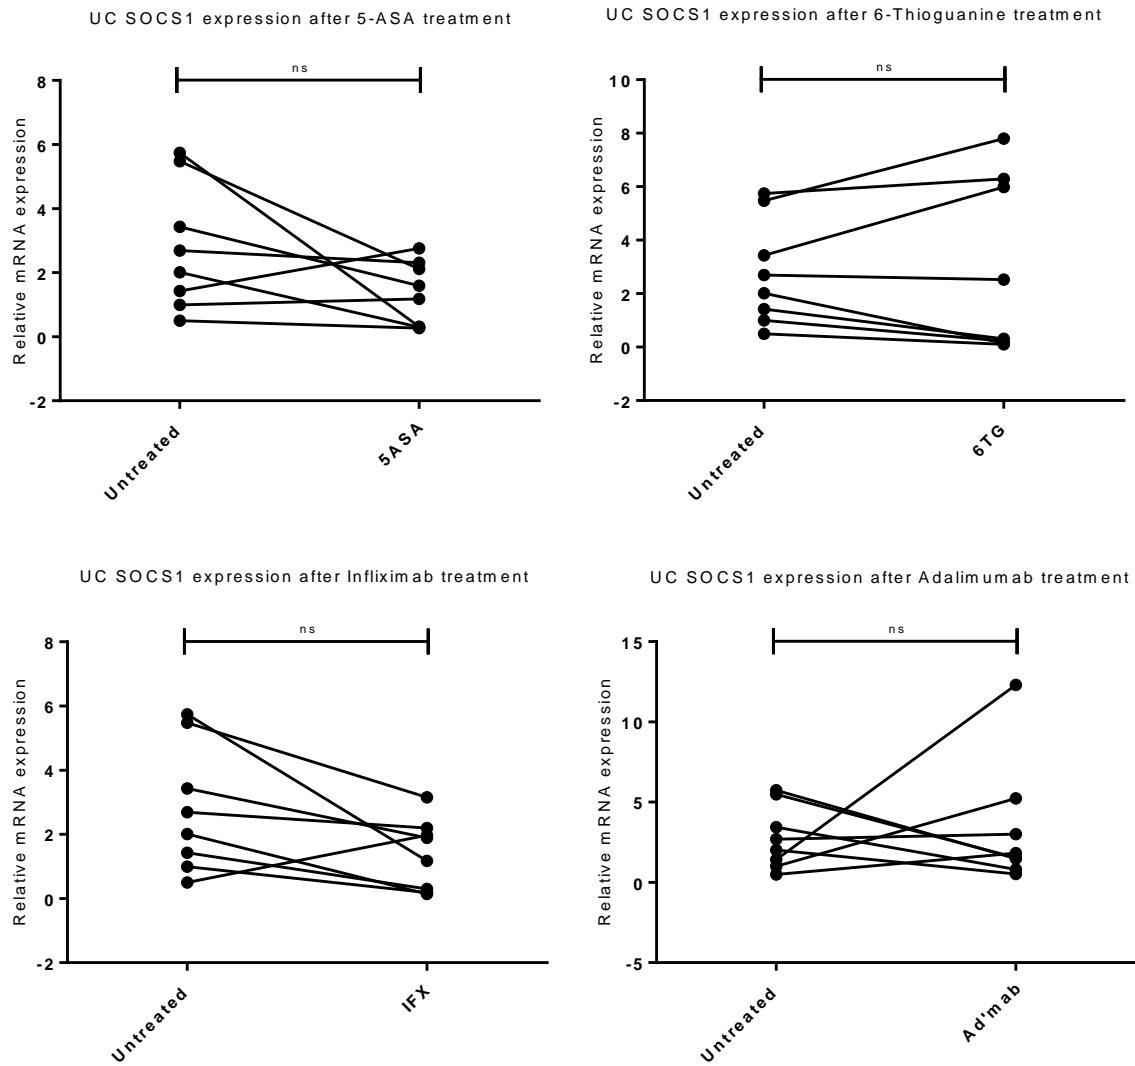 UC SOCS1 expression after 5-ASA treatment
ns
8
6
4
2
0
-2
Relative mRNA expression
Untreated
5ASA
UC SOCS1 expression after 6-Thioguanine treatment
ns
10
8
6
4
2
0
-2
Relative mRNA expression
Untreated
6TG
UC SOCS1 expression after Infliximab treatment
ns
8
6
4
2
0
-2
Relative mRNA expression
Untreated
IFX
UC SOCS1 expression after Adalimumab treatment
ns
15
10
5
0
-5
Relative mRNA expression
Untreated
Ad'mab